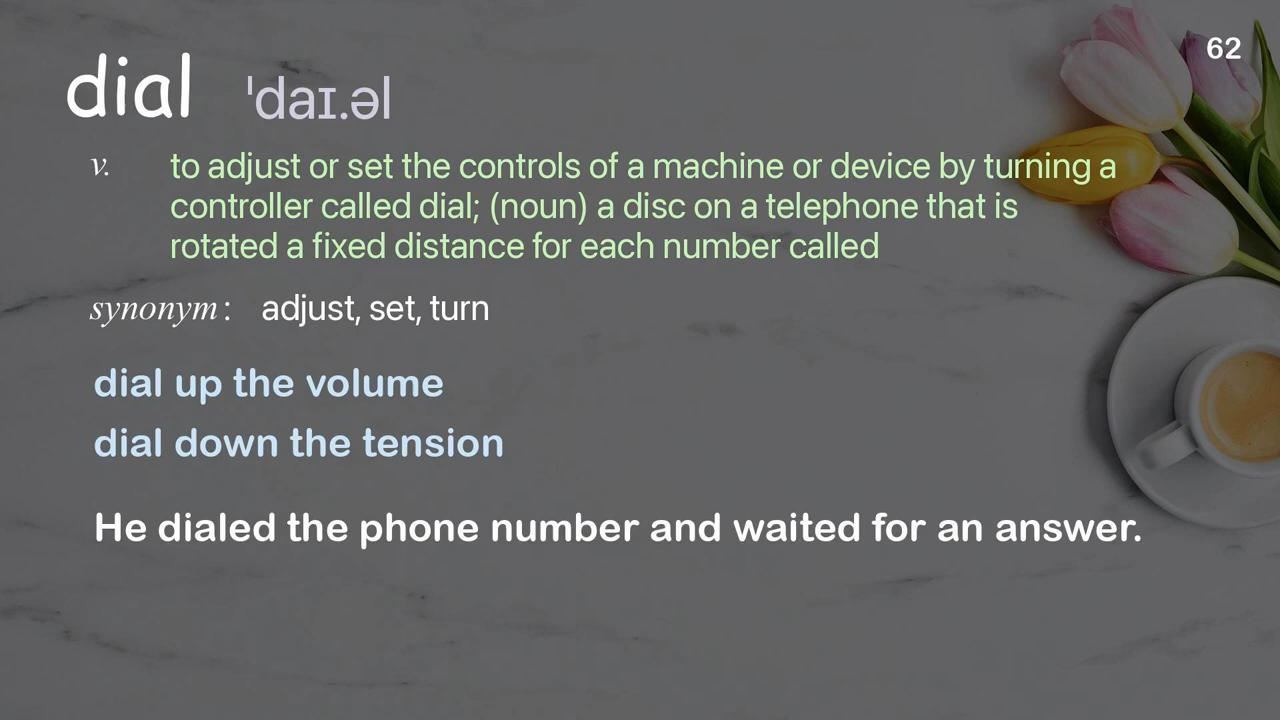 62
dial ˈdaɪ.əl
v. to adjust or set the controls of a machine or device by turning a
controller called dial; (noun) a disc on a telephone that is
rotated a fixed distance for each number called
synonym: adjust, set, turn
dial up the volume
dial down the tension
He dialed the phone number and waited for an answer.